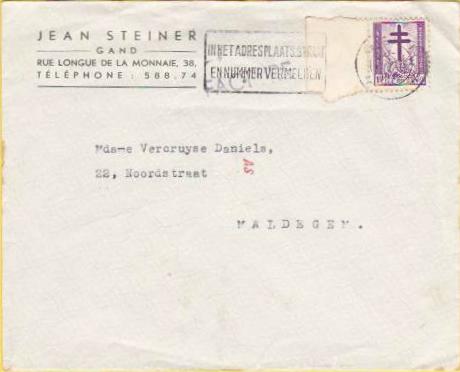 JEAN STEINER
GAND
RUE LONGUE DE LA MONNAIE, 38,
TÉLÉPHONE : 588.74
IN HET ADRES PLAATS, STRAAT
EN NUMMER VERMELDEN
Mdame Vercruyse Daniels,
22, Noordstraat
MALDEGEM.